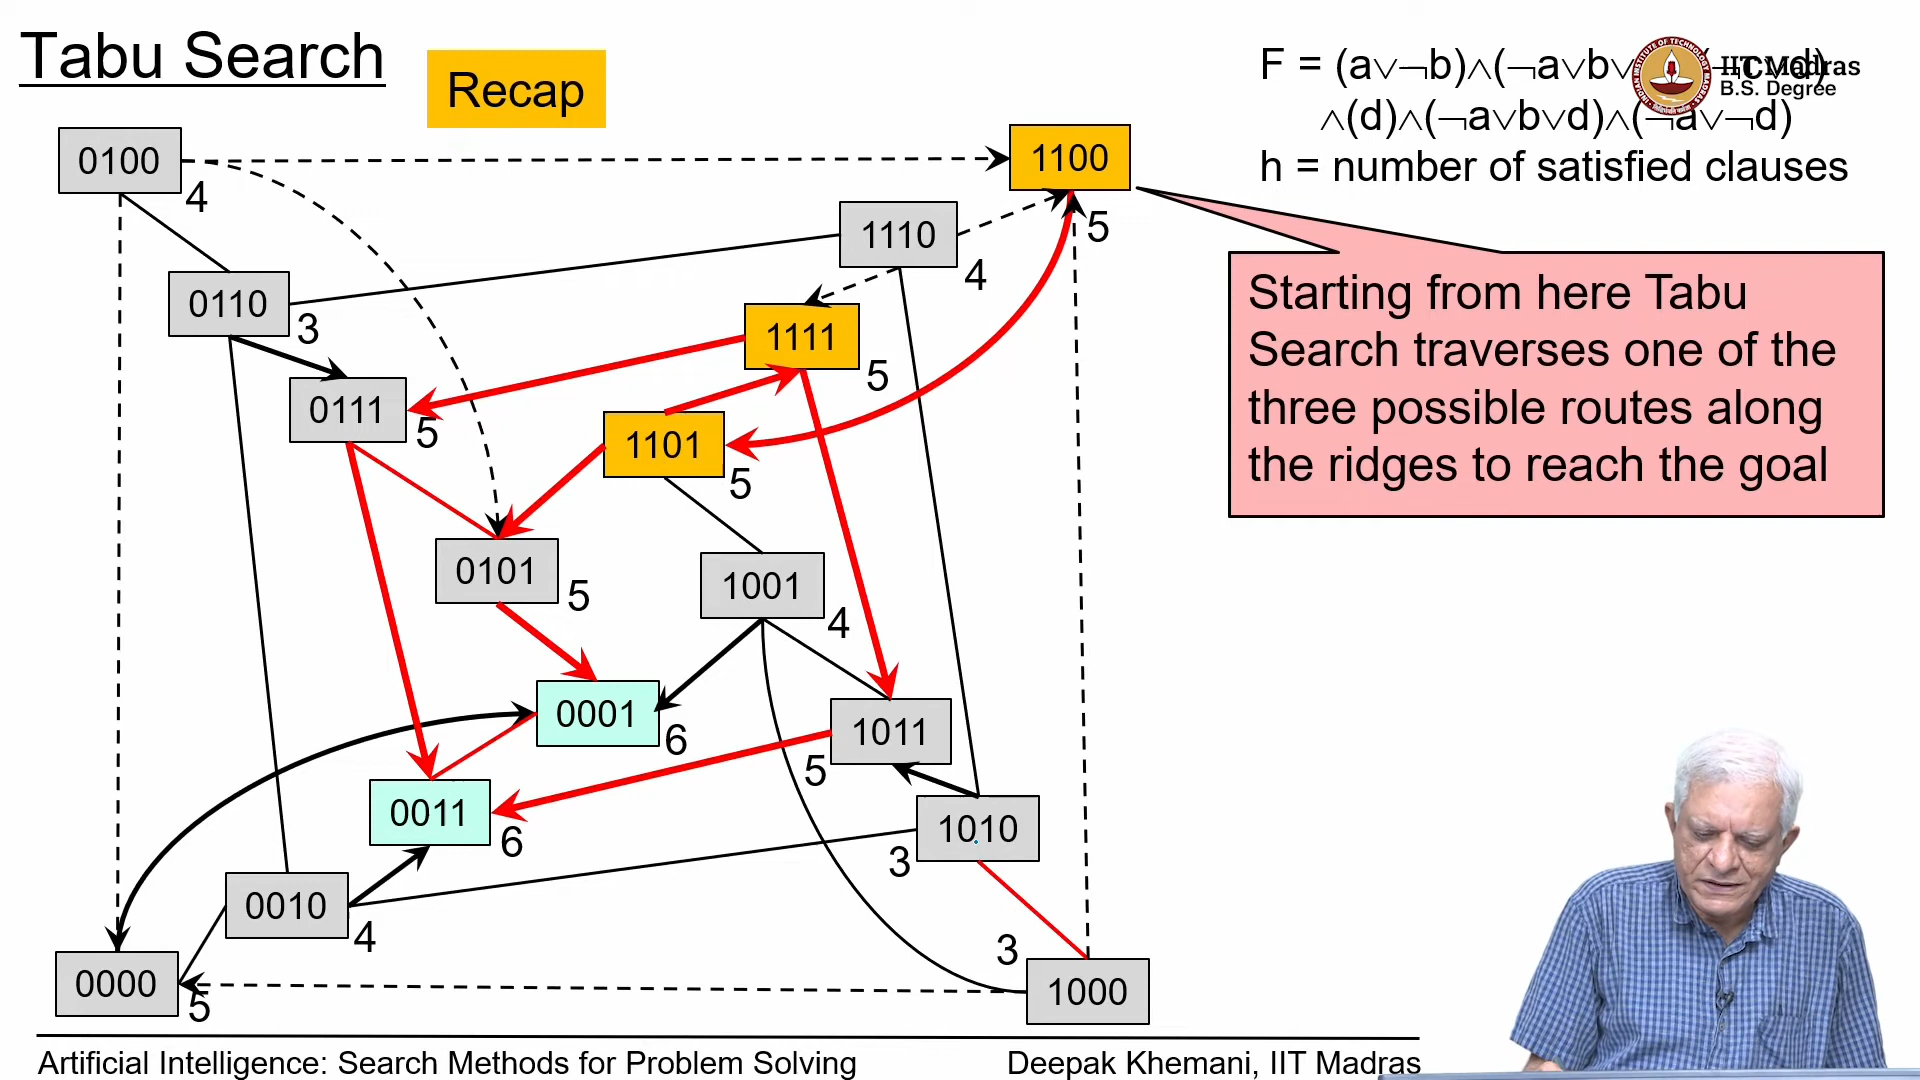 Tabu Search
Recap
F = (a∨¬b)∧(¬a∨b∨
¬c∨d)
∧(d)∧(¬a∨b∨d)∧(¬a∨¬d)
h = number of satisfied clauses
IIT Madras
B.S. Degree
0100
4
1100
5
1110
4
0110
3
1111
5
0111
5
1101
5
0101
5
1001
4
0001
6
1011
5
0011
6
1010
3
0010
4
0000
5
1000
3
Starting from here Tabu
Search traverses one of the
three possible routes along
the ridges to reach the goal
Artificial Intelligence: Search Methods for Problem Solving
Deepak Khemani, IIT Madras